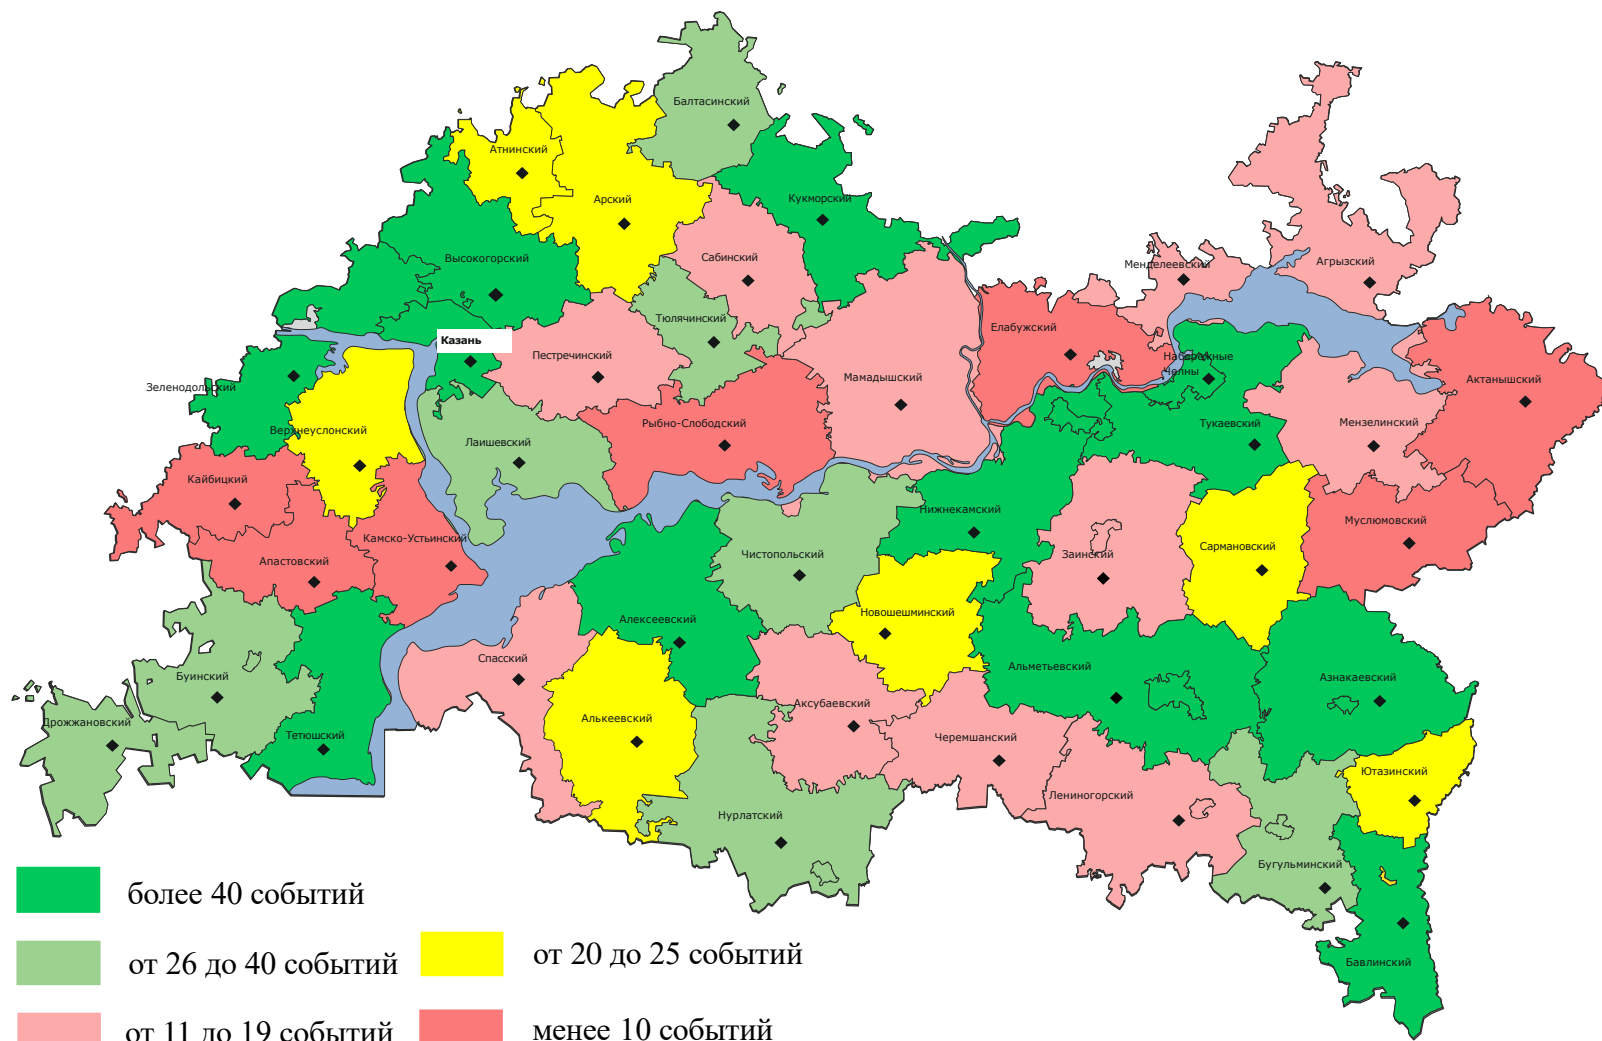 Балтасинский
Атнинский
Арский
Кукморский
Высокогорский
Сабинский
Менделеевский
Агрызский
Тюлячинский
Елабужский
Казань
Пестречинский
Набережные
Челны
Зеленодольский
Мамадышский
Актанышский
Верхнеуслонский
Лаишевский
Рыбно-Слободский
Тукаевский
Мензелинский
Кайбицкий
Нижнекамский
Муслюмовский
Камско-Устьинский
Чистопольский
Заинский
Сармановский
Апастовский
Алексеевский
Новошешминский
Спасский
Альметьевский
Буинский
Азнакаевский
Дрожжановский
Тетюшский
Алькеевский
Аксубаевский
Черемшанский
Ютазинский
Лениногорский
Нурлатский
Бугульминский
Бавлинский
более 40 событий
от 26 до 40 событий
от 20 до 25 событий
от 11 до 19 событий
менее 10 событий